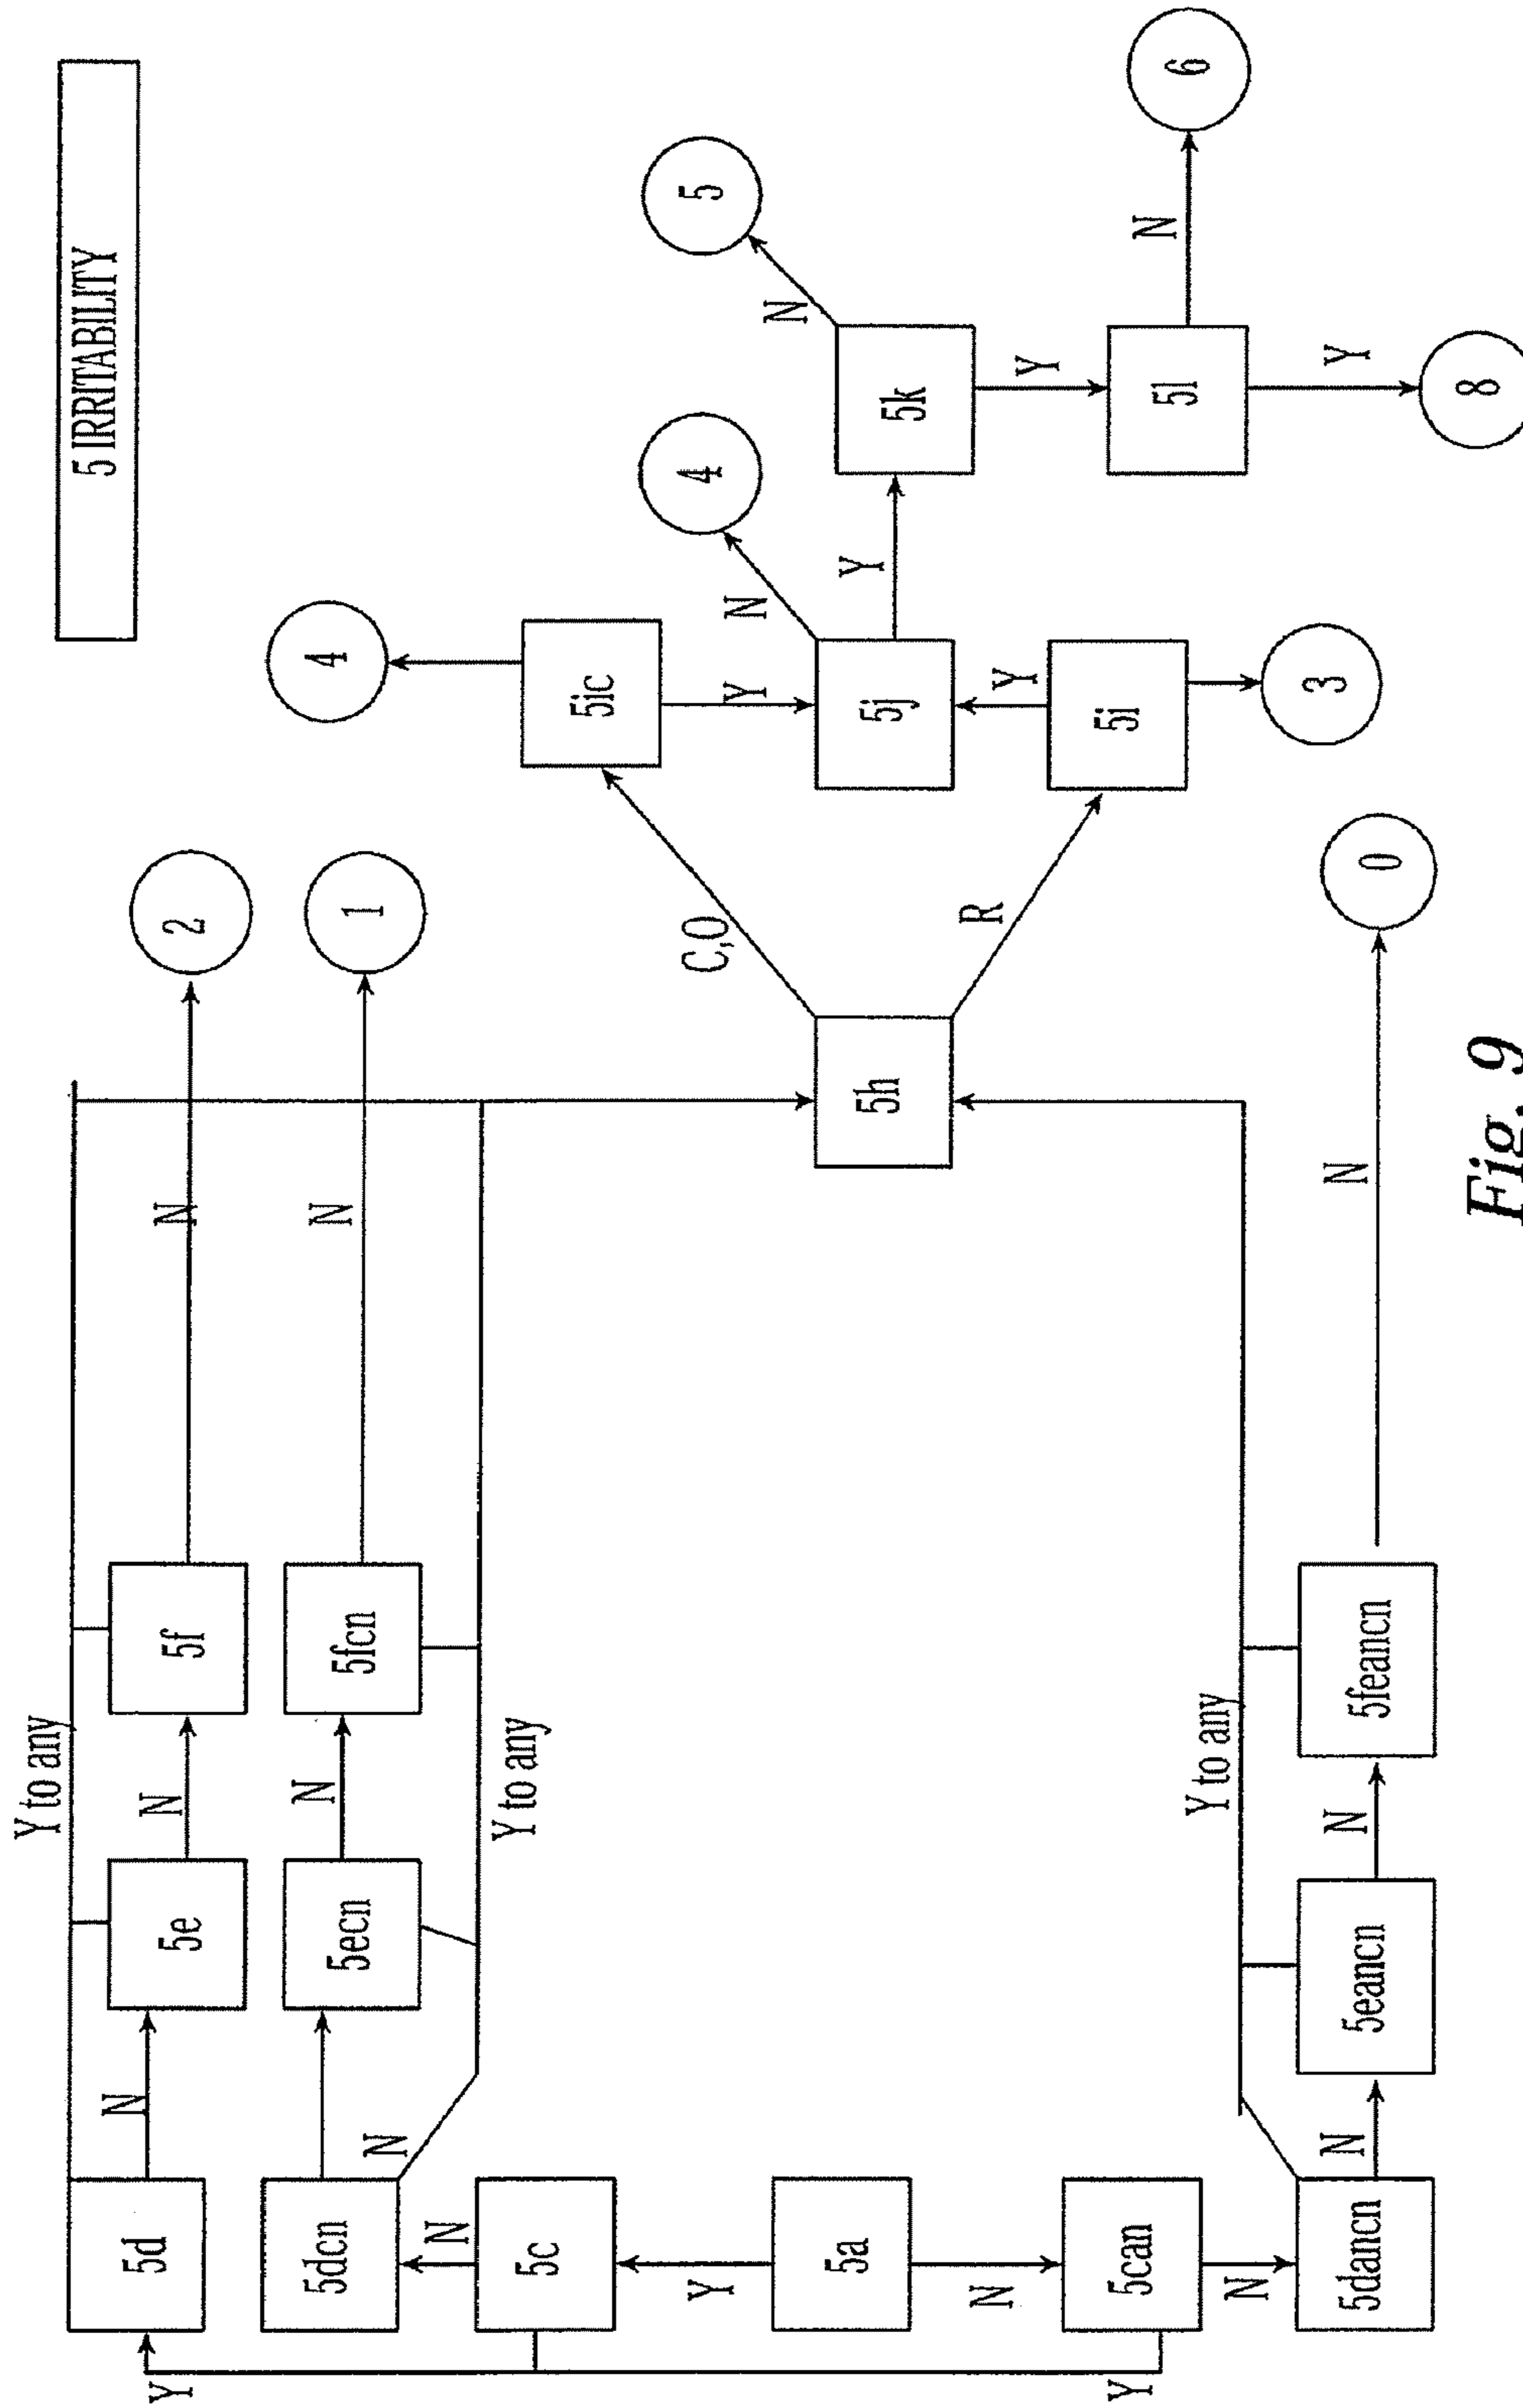 5 IRRITABILITY
Y to any
Y
5d
N
5e
N
5f
N
2
5dcn
N
5ecn
N
5fcn
N
1
Y to any
N
5c
Y
5a
N
5can
Y
N
5dancn
N
5eancn
N
5feancn
N
0
Y to any
5h
C,O
R
5ic
4
Y
5j
N
4
Y
5i
3
Y
5k
N
5
Y
5l
N
6
Y
8
Fig. 9